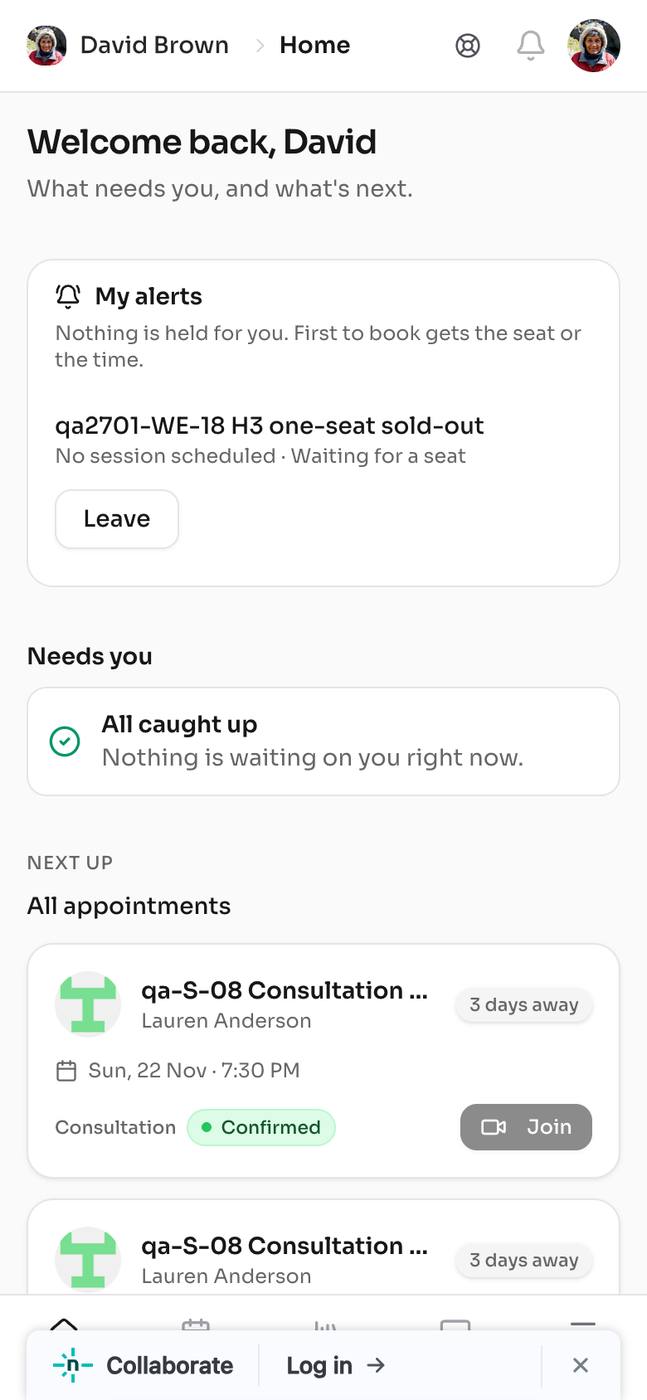 David Brown
Home
Welcome back, David
What needs you, and what's next.
My alerts
Nothing is held for you. First to book gets the seat or
the time.
qa2701-WE-18 H3 one-seat sold-out
No session scheduled · Waiting for a seat
Leave
Needs you
All caught up
Nothing is waiting on you right now.
NEXT UP
All appointments
qa-S-08 Consultation ...
3 days away
Lauren Anderson
Sun, 22 Nov · 7:30 PM
Consultation
Confirmed
Join
qa-S-08 Consultation ...
3 days away
Lauren Anderson
n Collaborate
Log in →